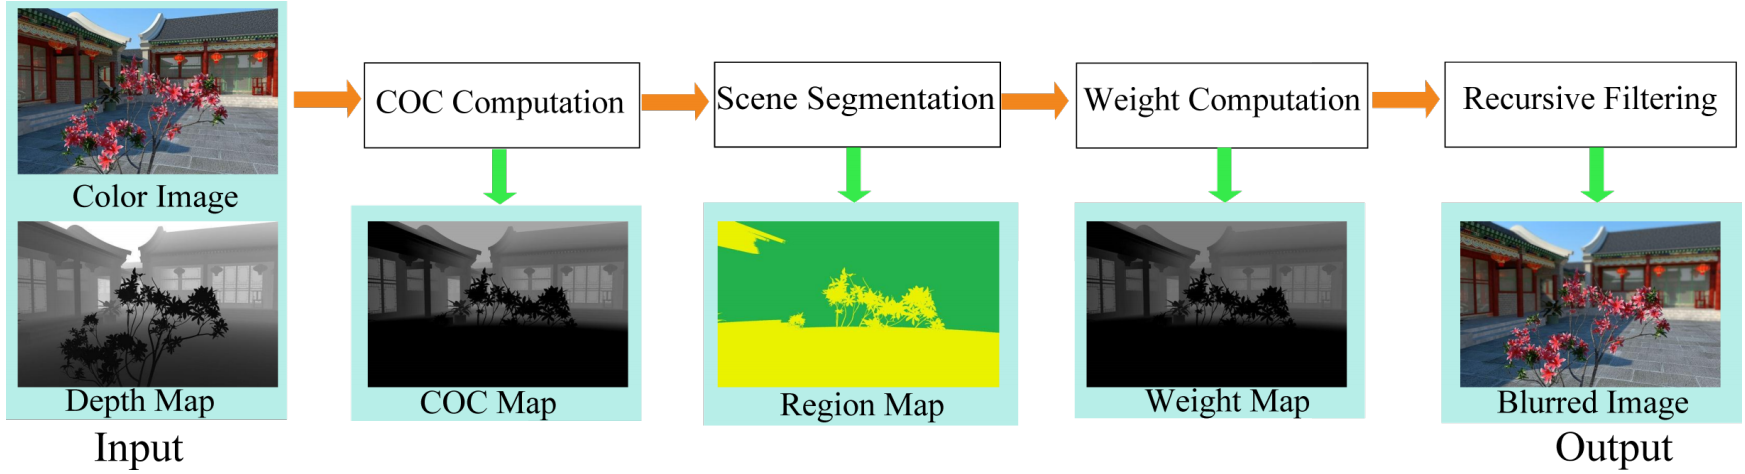 COC Computation
Scene Segmentation
Weight Computation
Recursive Filtering
Color Image
Depth Map
COC Map
Region Map
Weight Map
Blurred Image
Input
Output